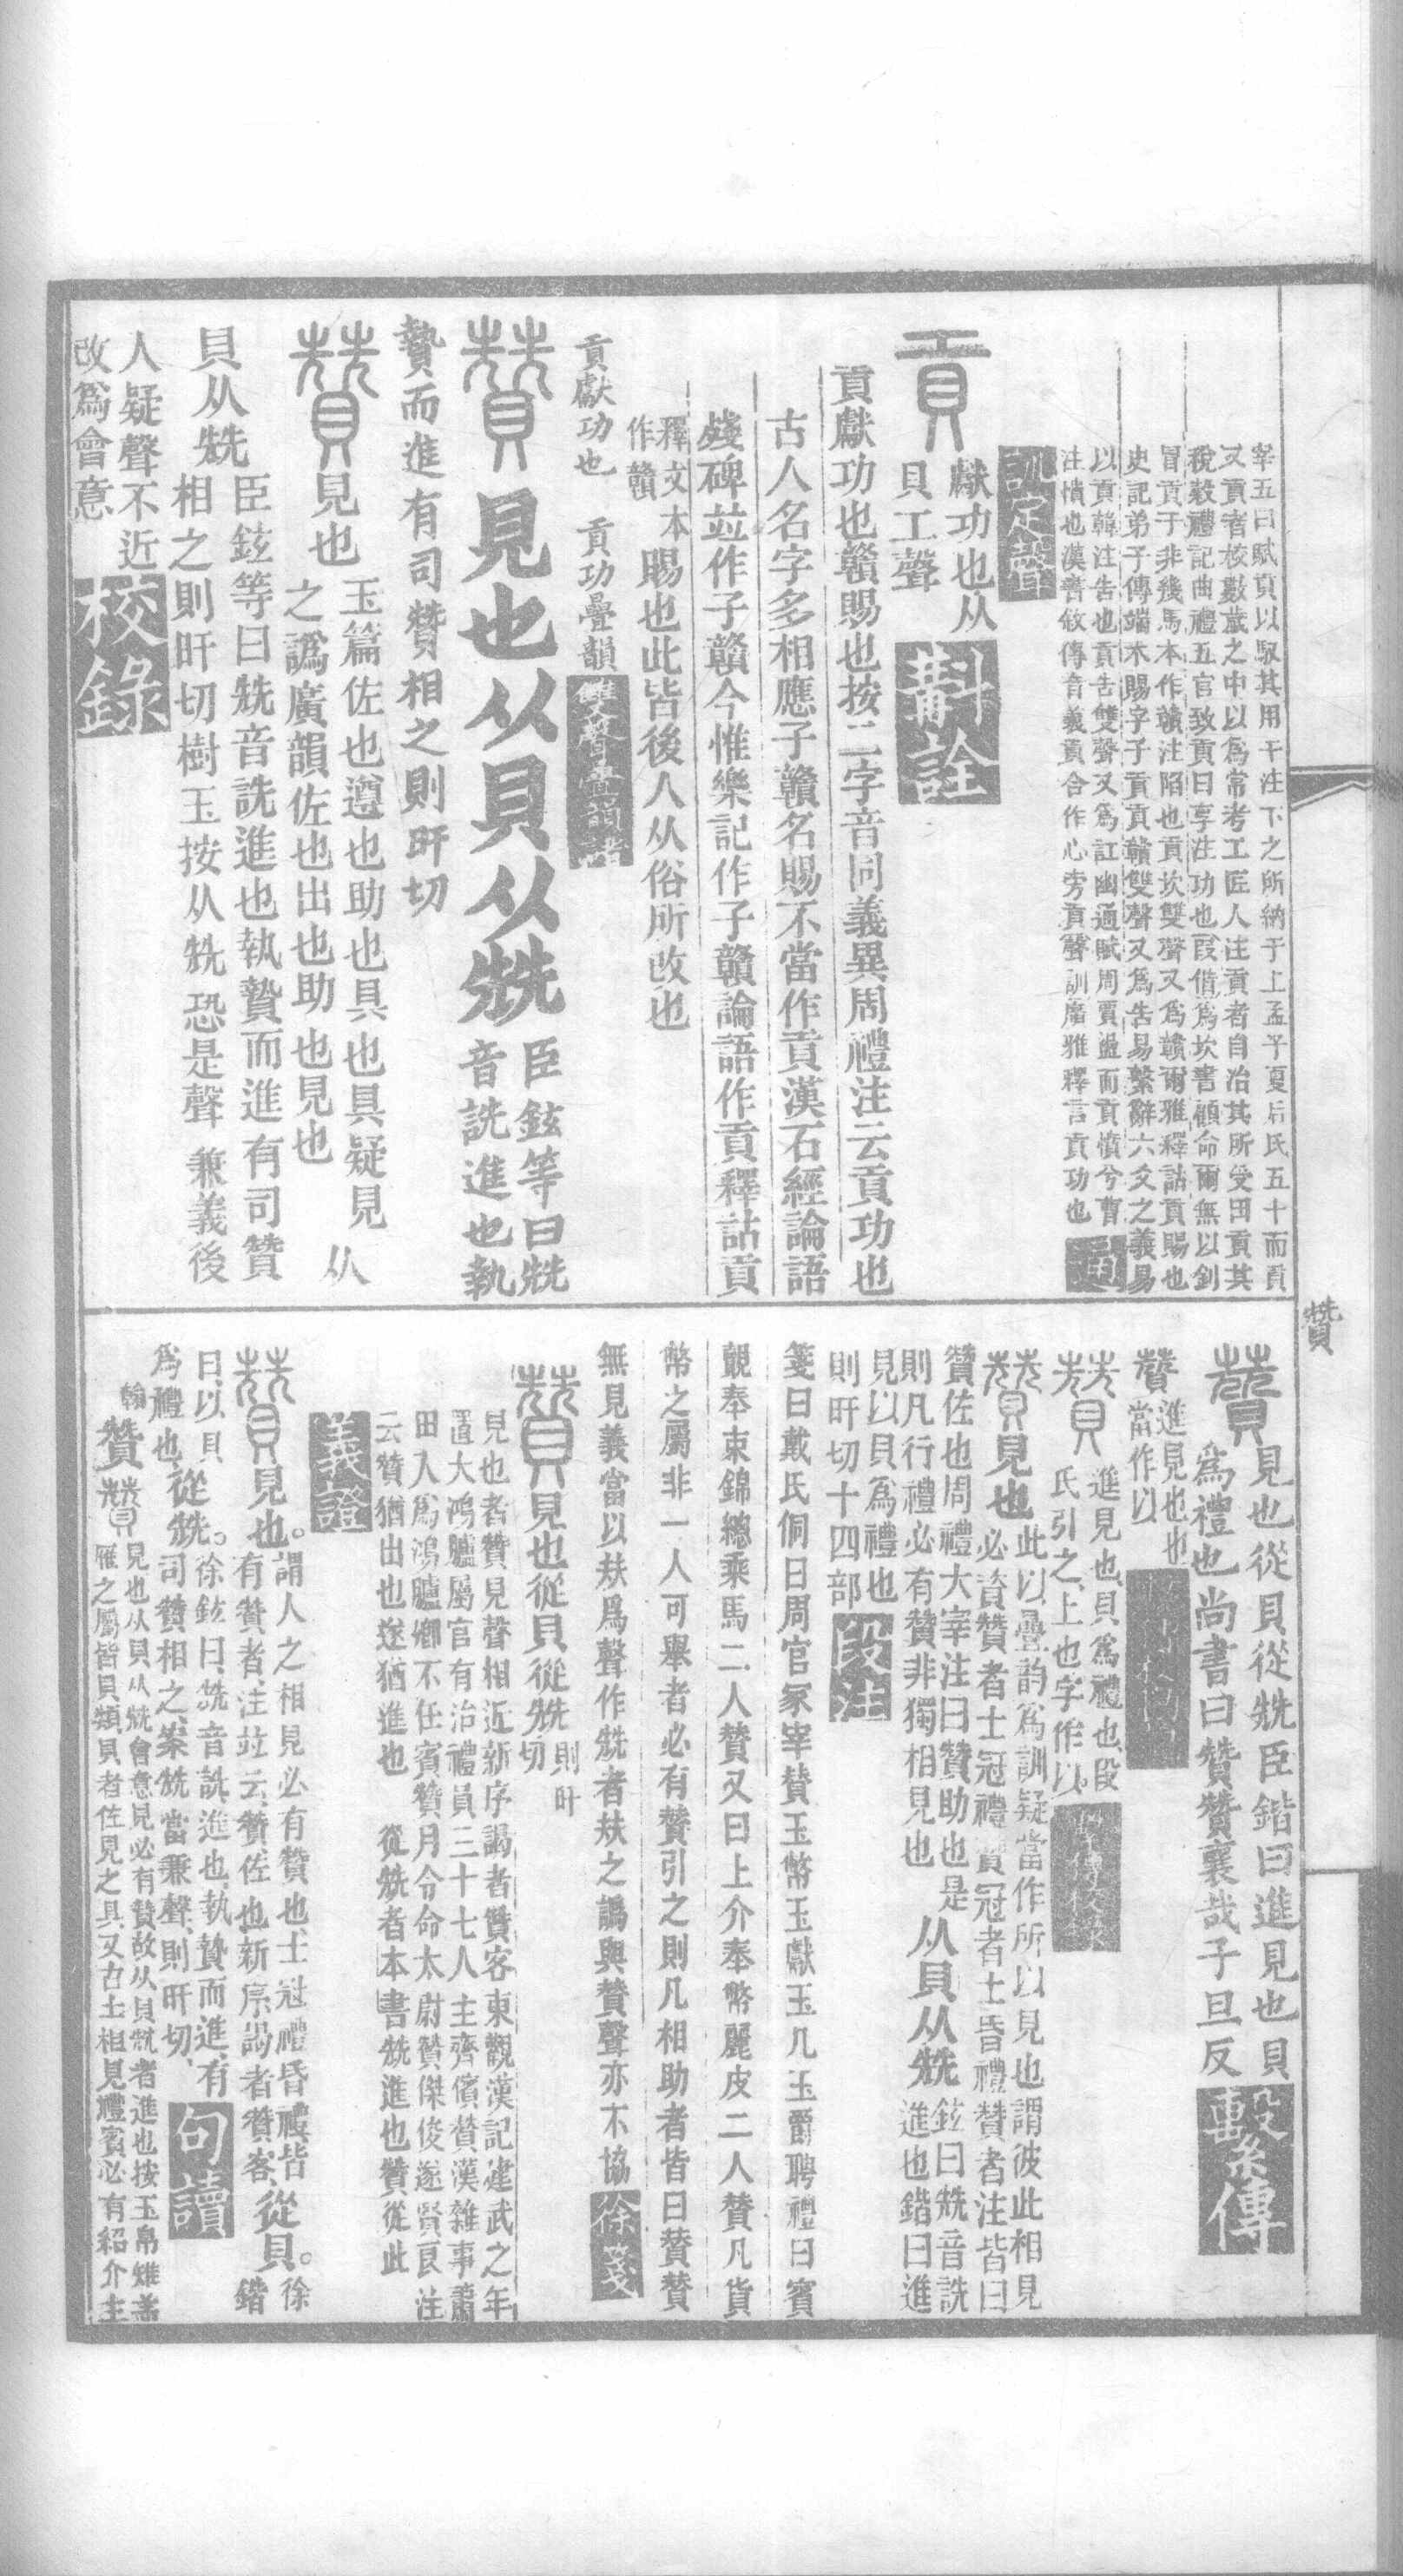 宰五曰賦貢以馭其用干注下之所納于上孟子夏后氏五十而貢
又貢者校數歲之中以爲常考工匠人注貢者自治其所受田貢其
稅穀禮記曲禮五官致貢曰享注功也叚借爲坎書顧命爾無以釗
冒貢于非幾馬本作贛注陷也貢坎雙聲又爲贛爾雅釋詁貢賜也
史記弟子傳端木賜字子貢貢贛雙聲又爲告易繫辭六爻之義易
以貢韓注告也貢告雙聲又爲訌幽通賦周賈盪而貢憤兮曹
注憒也漢書敘傳音義貢合作心旁貢聲訓廣雅釋言貢功也
通訓定聲
貢
獻功也从
貝工聲
斠詮
貢獻功也贛賜也按二字音同義異周禮注云貢功也
古人名字多相應子贛名賜不當作貢漢石經論語
殘碑竝作子贛今惟樂記作子贛論語作貢釋詁貢
釋文本
作贛
賜也此皆後人从俗所改也
貢獻功也 貢功疊韻
雙聲疊韻譜
贊
見也从貝从兟
臣鉉等曰兟
音詵進也執
贄而進有司贊相之則旰切
贊
見也
玉篇佐也遵也助也具也具疑見
之譌廣韻佐也出也助也見也
从
貝从兟
臣鉉等曰兟音詵進也執贄而進有司贊
相之則旰切樹玉按从兟恐是聲兼義後
人疑聲不近
改爲會意
校錄
贊
贊
見也從貝從兟臣鍇曰進見也貝
爲禮也尚書曰贊贊襄哉子旦反
繫傳
贊
進見也也
當作以
贊
進見也貝爲禮也段
氏引之上也字作以
贊
見也
此以疊韵爲訓疑當作所以見也謂彼此相見
必資贊者士冠禮贊冠者士昏禮贊者注皆曰
贊佐也周禮大宰注曰贊助也是
則凡行禮必有贊非獨相見也
从貝从兟
鉉曰兟音詵
進也鍇曰進
見以貝爲禮也
則旰切十四部
段注
箋曰戴氏侗曰周官冢宰贊玉幣玉獻玉几玉爵聘禮曰賓
覿奉束錦總乘馬二人贊又曰上介奉幣儷皮二人贊凡貨
幣之屬非一人可舉者必有贊引之則凡相助者皆曰贊贊
無見義當以㚘爲聲作兟者㚘之譌與贊聲亦不協
徐箋
贊
見也從貝從兟
則旰
切
見也者贊見聲相近新序謁者贊客東觀漢記建武之年
置大鴻臚屬官有治禮員三十七人主齋儐贊漢雜事蕭
田入爲鴻臚卿不任賓贊月令命太尉贊傑俊遂賢良注
云贊猶出也遂猶進也 從兟者本書兟進也贊從此
義證
贊
見也。
謂人之相見必有贊也士冠禮昏禮皆
有贊者注竝云贊佐也新序謁者贊客
從貝。
徐
鍇
曰以貝
爲禮也
從兟。
徐鉉曰兟音詵進也執贄而進有
司贊相之案兟當兼聲則旰切
句讀
翰
贊
贊
見也从貝从兟會意見必有贊故从貝兟者進也按玉帛雉羔
雁之屬皆貝類貝者佐見之具又古士相見禮賓必有紹介主